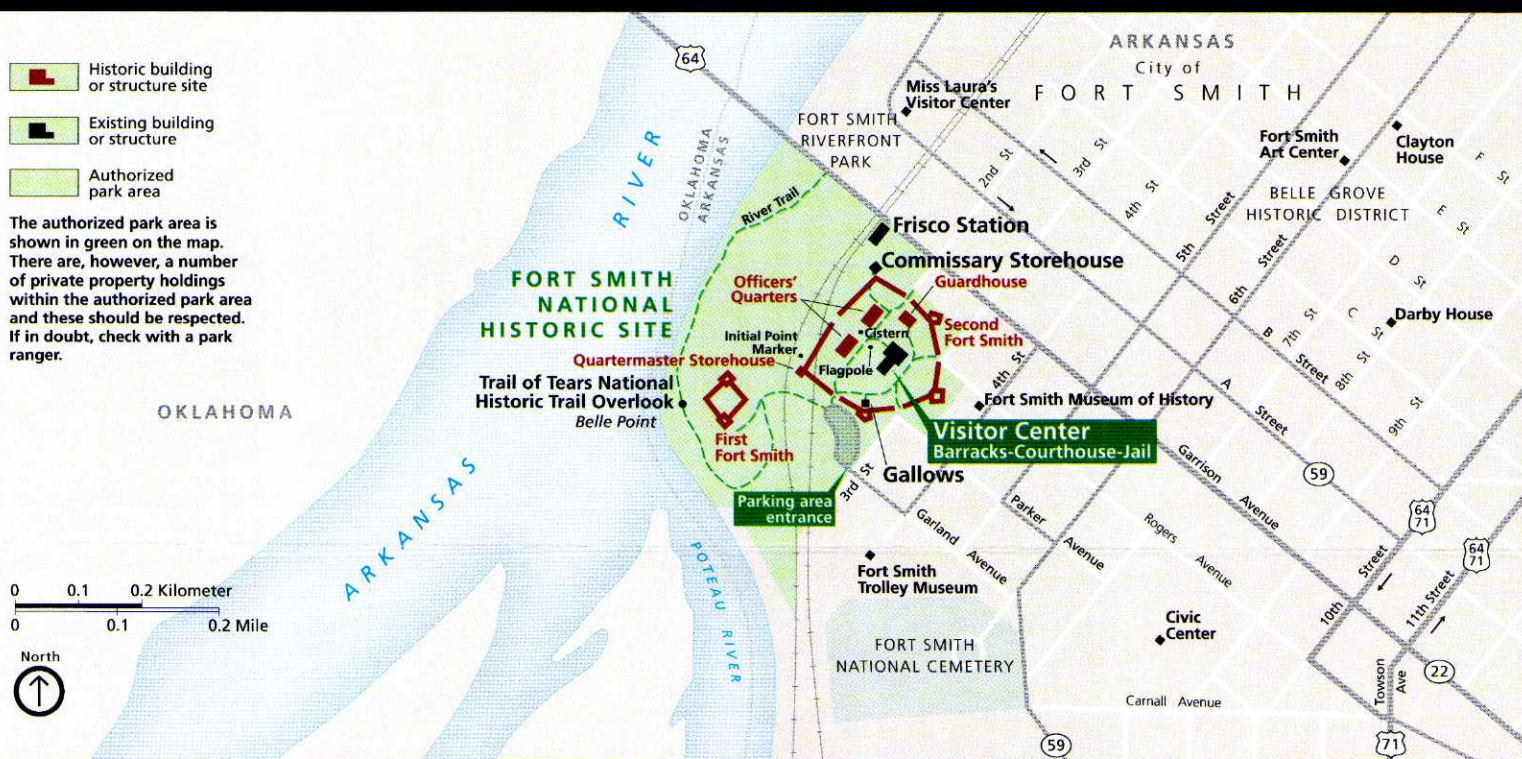 Historic building
or structure site
Existing building
or structure
Authorized
park area
The authorized park area is
shown in green on the map.
There are, however, a number
of private property holdings
within the authorized park area
and these should be respected.
If in doubt, check with a park
ranger.
OKLAHOMA
0 0.1 0.2 Kilometer
0 0.1 0.2 Mile
North
ARKANSAS
RIVER
OKLAHOMA
ARKANSAS
POTEAU RIVER
64
FORT SMITH
NATIONAL
HISTORIC SITE
River Trail
Officers'
Quarters
Initial Point
Marker
Quartermaster Storehouse
Trail of Tears National
Historic Trail Overlook
Belle Point
First
Fort Smith
Cistern
Flagpole
Guardhouse
Second
Fort Smith
Frisco Station
Commissary Storehouse
Visitor Center
Barracks-Courthouse-Jail
Gallows
Parking area
entrance
FORT SMITH
RIVERFRONT
PARK
Miss Laura's
Visitor Center
ARKANSAS
City of
FORT SMITH
Fort Smith
Art Center
Clayton
House
BELLE GROVE
HISTORIC DISTRICT
Darby House
Fort Smith Museum of History
Fort Smith
Trolley Museum
FORT SMITH
NATIONAL CEMETERY
Civic
Center
2nd St
3rd St
4th St
5th Street
6th Street
7th St
8th St
9th St
10th Street
11th Street
F St
E St
D St
C St
B Street
A Street
4th St
3rd St
Garrison Avenue
Rogers Avenue
Parker Avenue
Garland Avenue
Carnall Avenue
Towson Ave
59
64
71
64
71
22
71
59